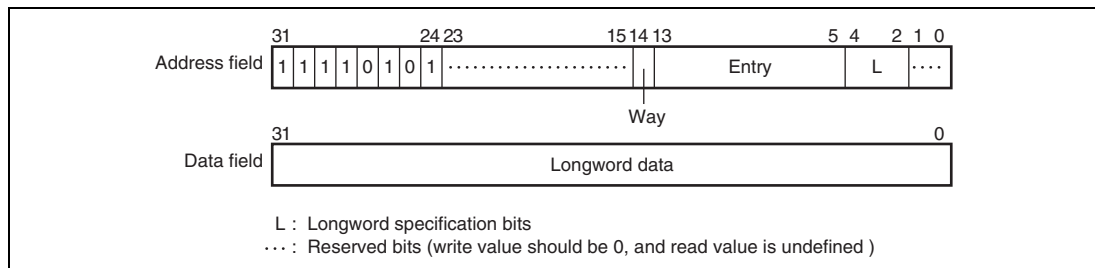 31 24 23 15 14 13 5 4 2 1 0
Address field 1 1 1 1 0 1 0 1 ........................ Entry L ....
Way
31 0
Data field Longword data
L : Longword specification bits
··· : Reserved bits (write value should be 0, and read value is undefined )